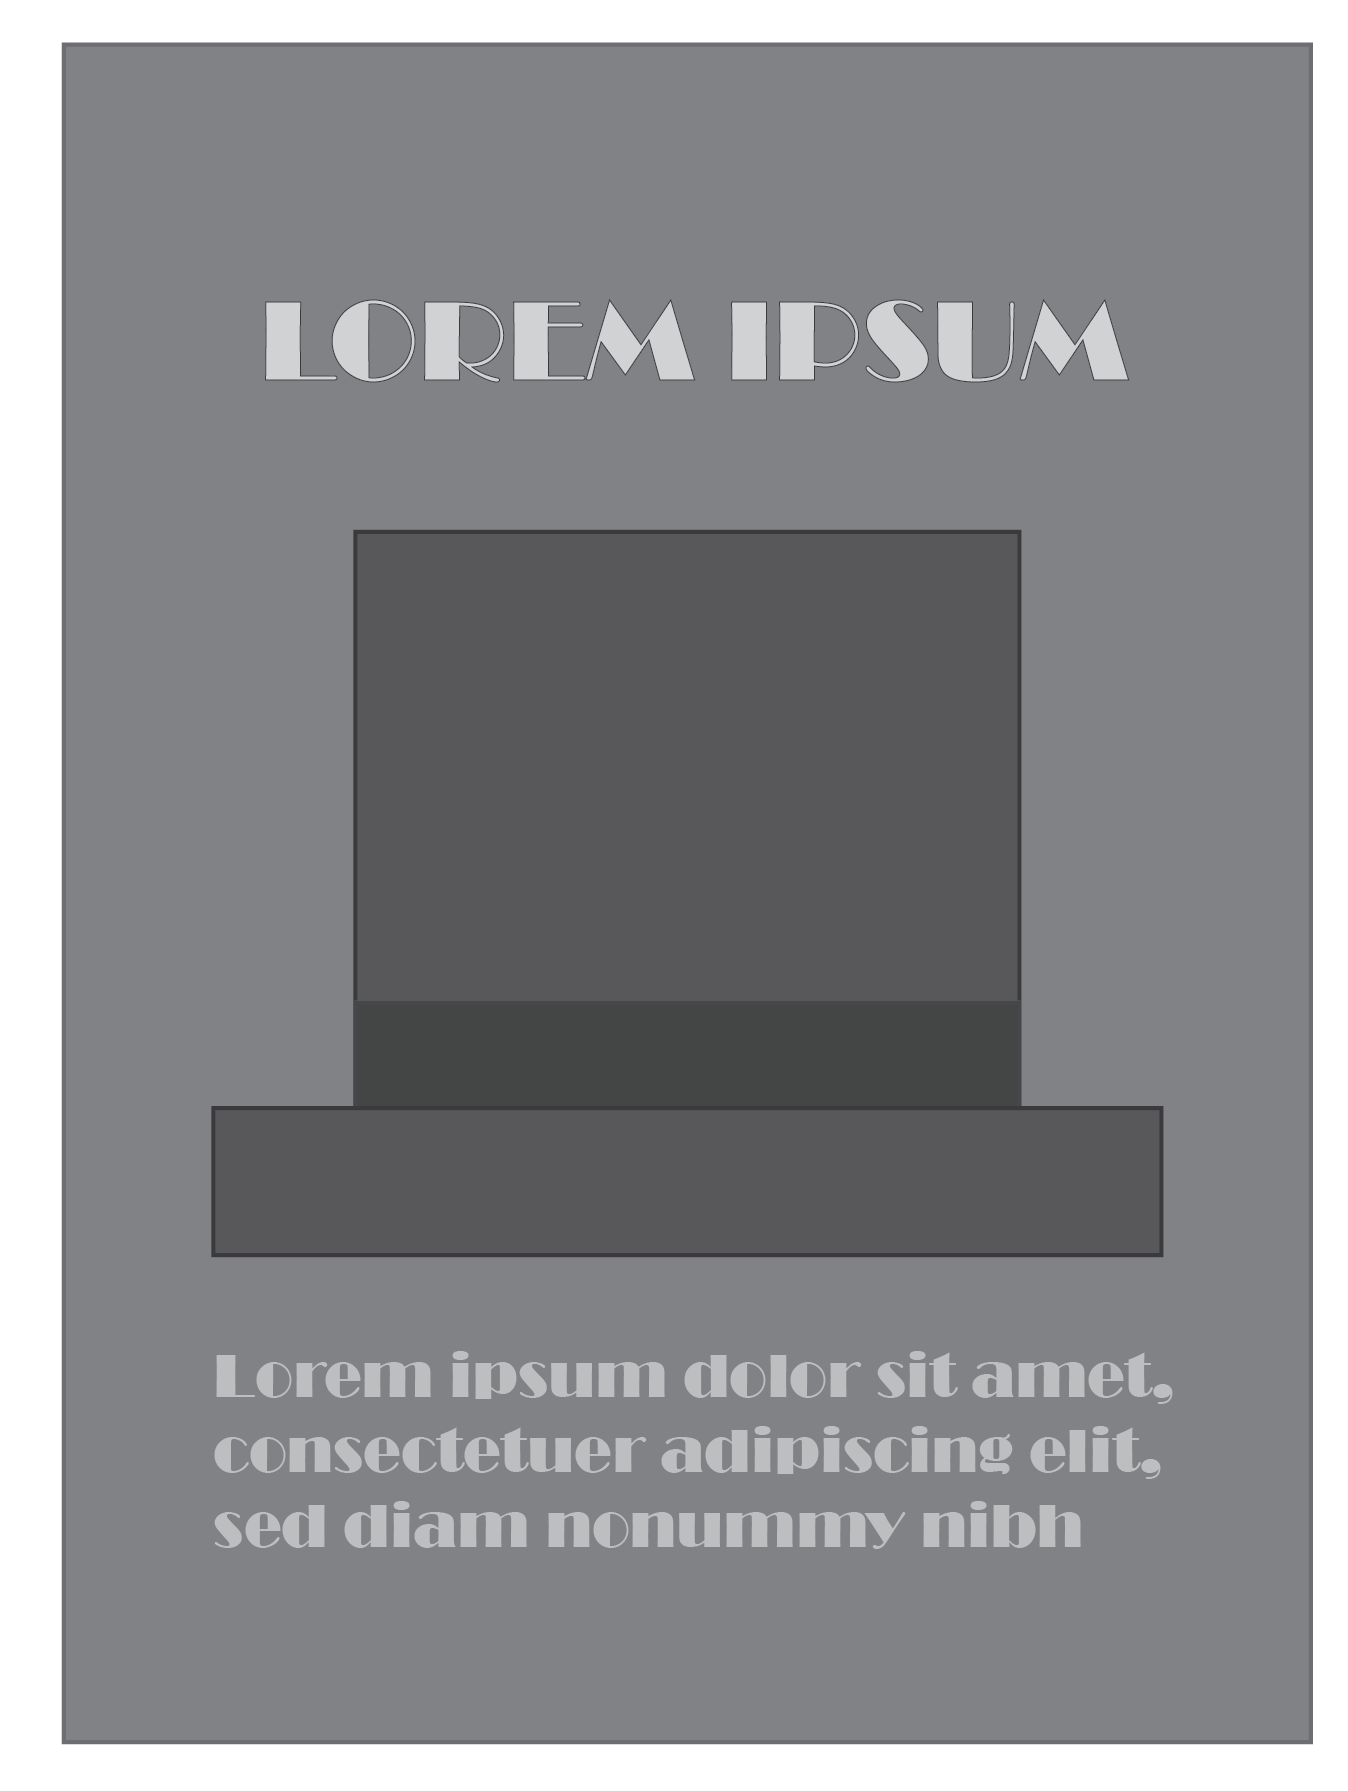 LOREM IPSUM
Lorem ipsum dolor sit amet,
consectetuer adipiscing elit,
sed diam nonummy nibh